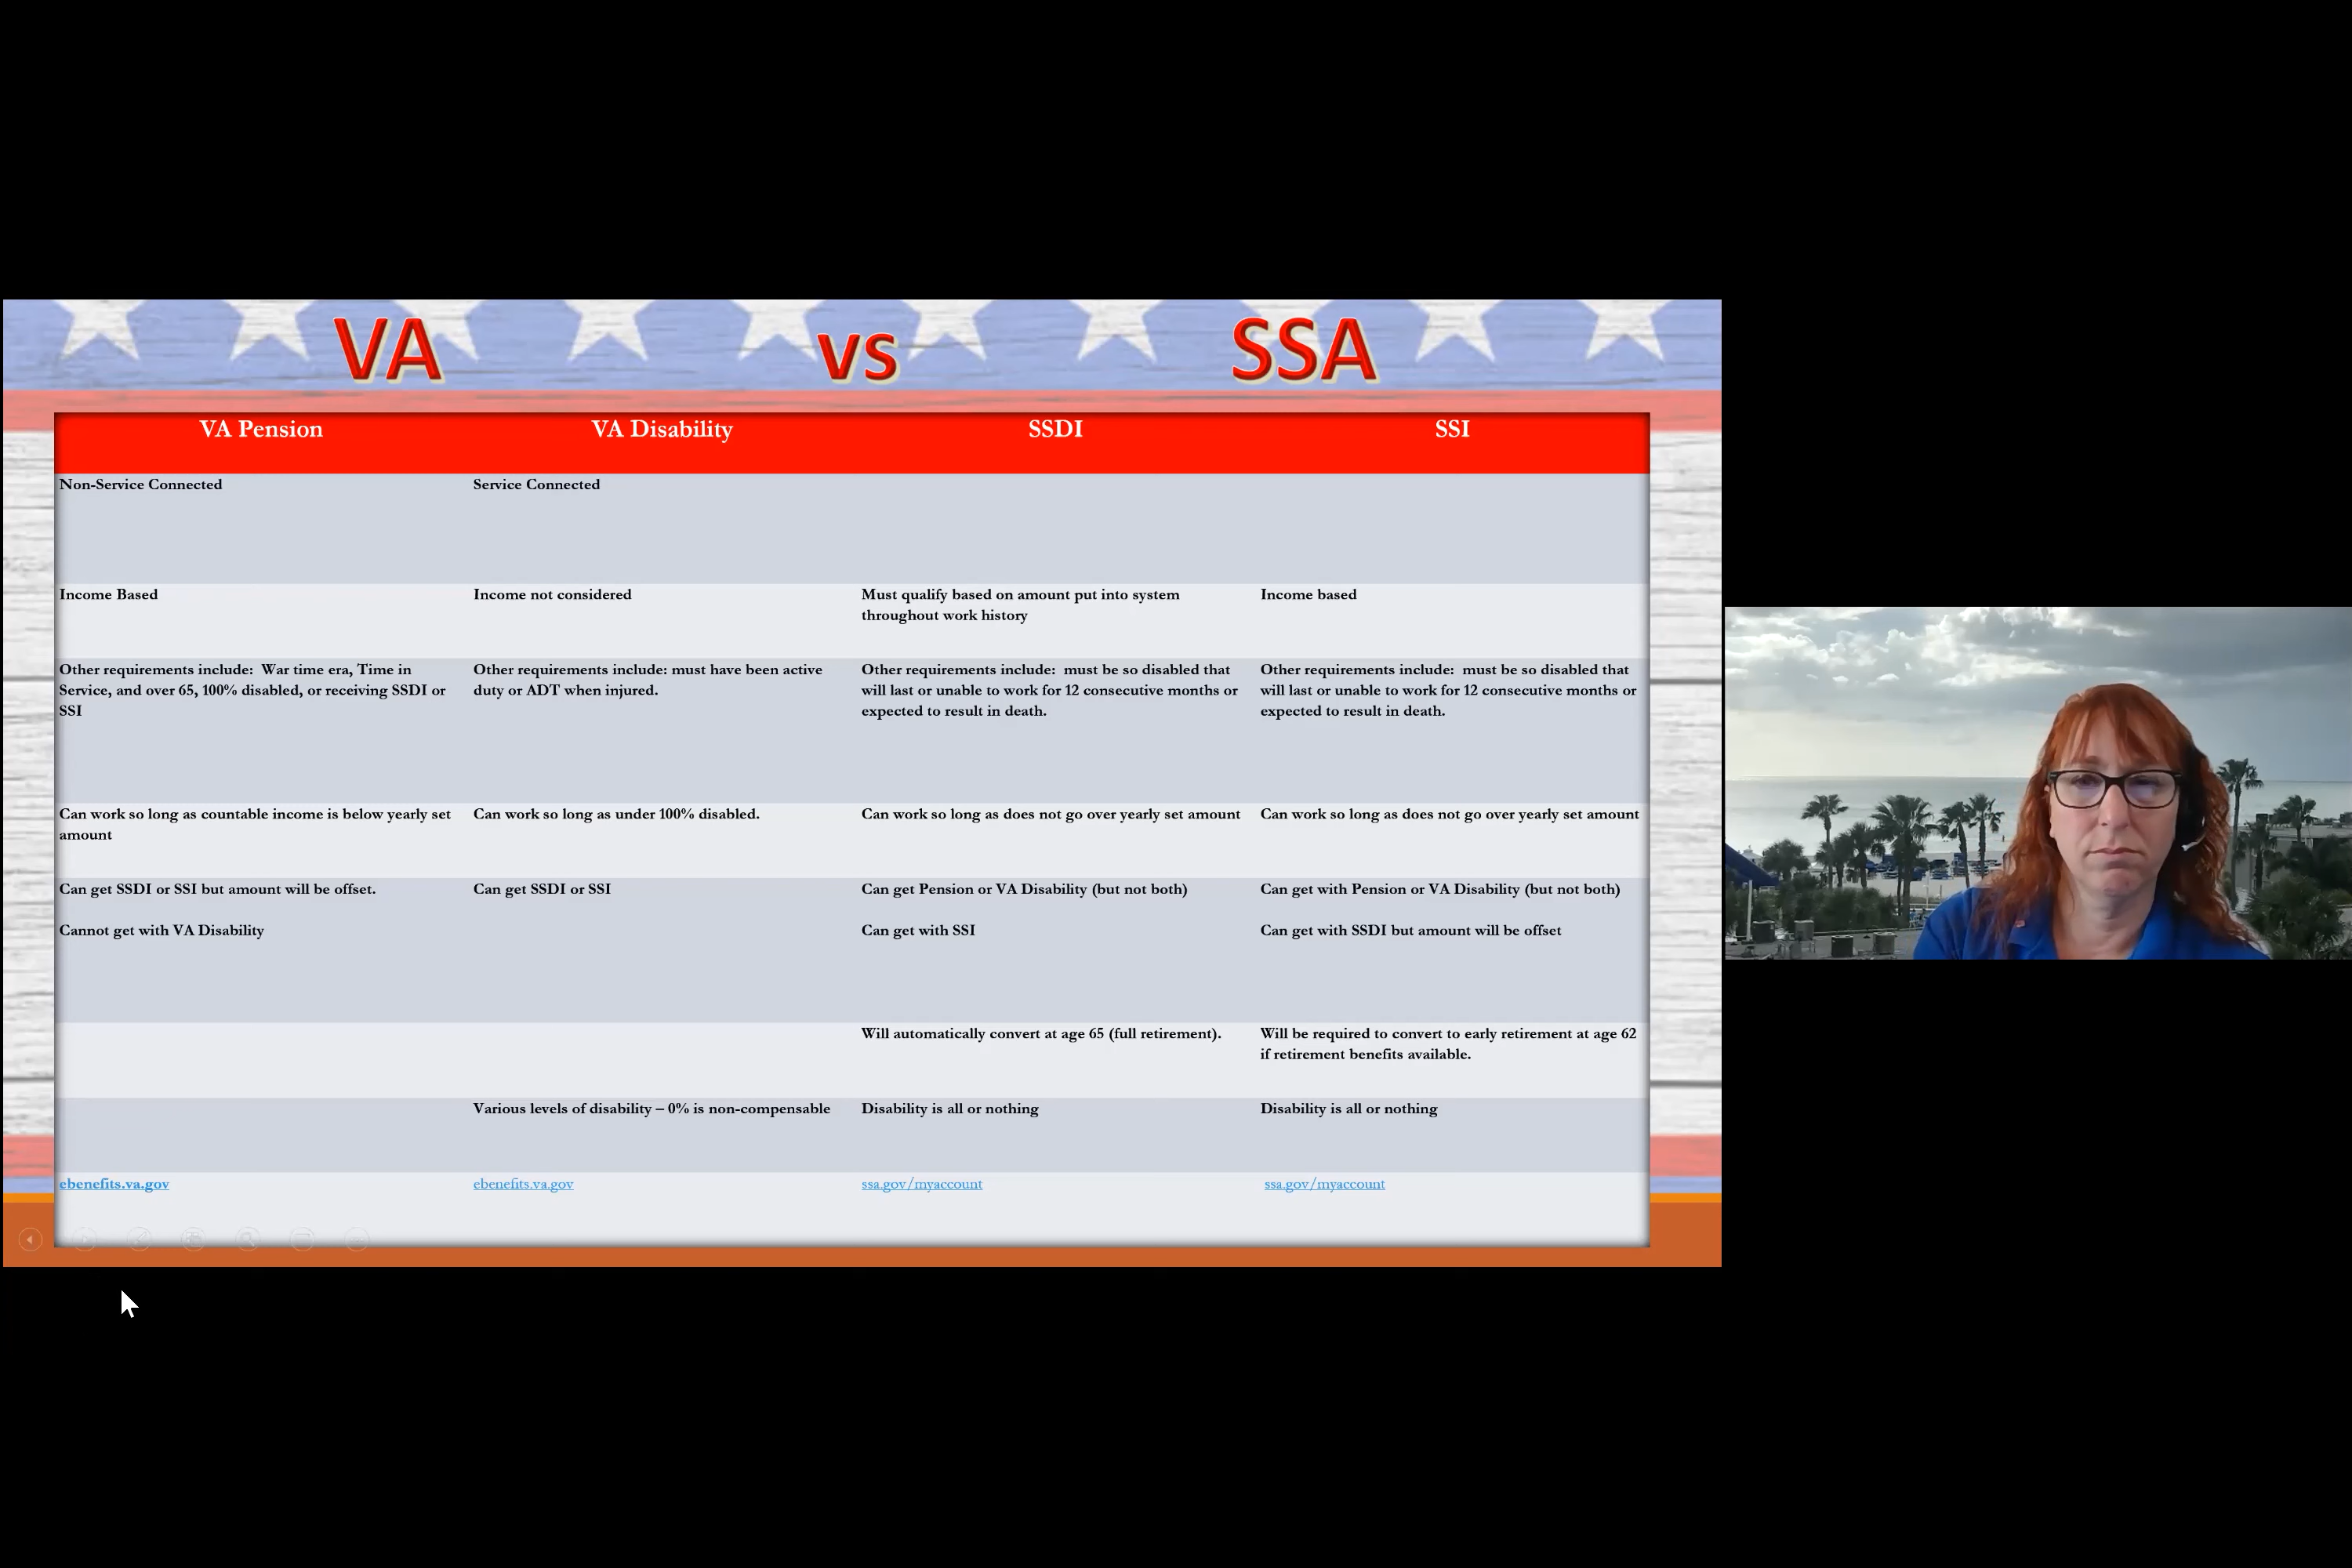 VA vs SSA
VA Pension VA Disability SSDI SSI
Non-Service Connected Service Connected
Income Based Income not considered Must qualify based on amount put into system Income based
throughout work history
Other requirements include:  War time era, Time in Other requirements include: must have been active Other requirements include:  must be so disabled that Other requirements include:  must be so disabled that
Service, and over 65, 100% disabled, or receiving SSDI or duty or ADT when injured. will last or unable to work for 12 consecutive months or will last or unable to work for 12 consecutive months or
SSI expected to result in death. expected to result in death.
Can work so long as countable income is below yearly set Can work so long as under 100% disabled. Can work so long as does not go over yearly set amount Can work so long as does not go over yearly set amount
amount
Can get SSDI or SSI but amount will be offset. Can get SSDI or SSI Can get Pension or VA Disability (but not both) Can get with Pension or VA Disability (but not both)
Cannot get with VA Disability Can get with SSI Can get with SSDI but amount will be offset
Will automatically convert at age 65 (full retirement). Will be required to convert to early retirement at age 62
if retirement benefits available.
Various levels of disability – 0% is non-compensable Disability is all or nothing Disability is all or nothing
ebenefits.va.gov ebenefits.va.gov ssa.gov/myaccount ssa.gov/myaccount